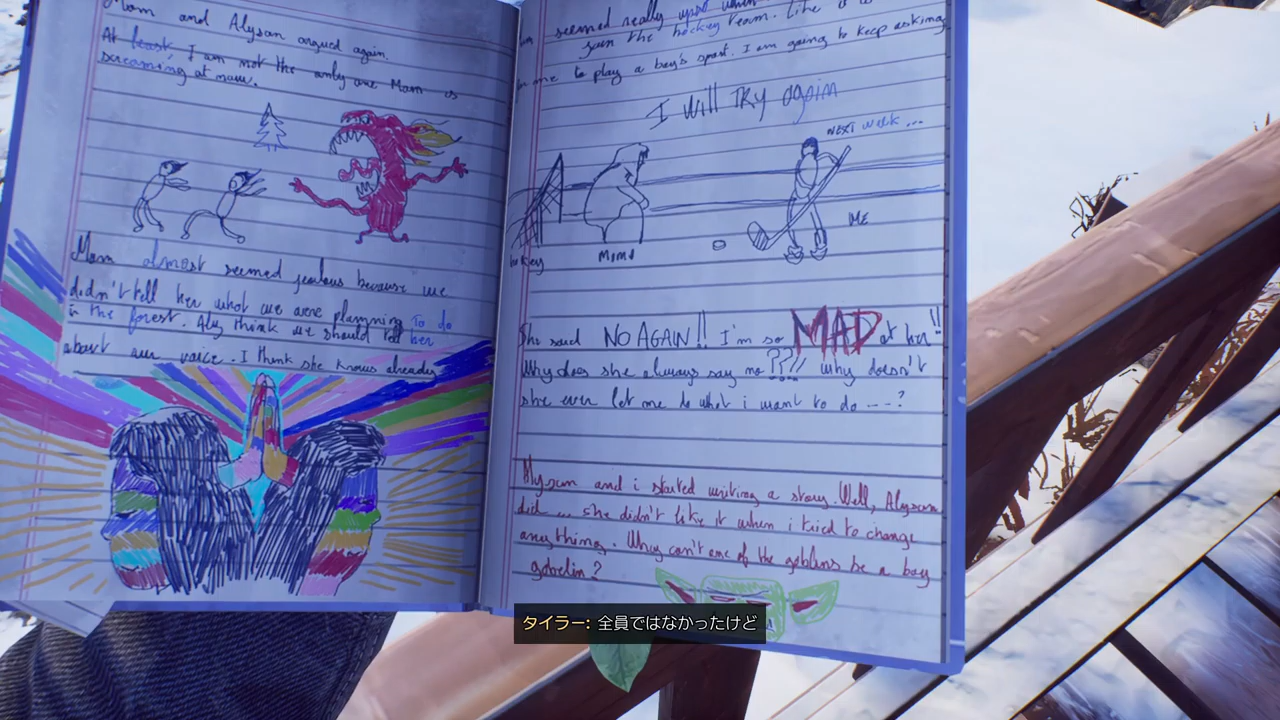 Mom and Alyson argued again.
At least I am not the only one Mom is
screaming at now.
Mom almost seemed jealous because we
didn't tell her what we were planning to do
in the forest. Aly think we should tell her
about our voice. I think she knows already
seemed really upset when
join the hockey team. Like it is
me to play a boy's sport. I am going to keep asking
I will TRY again
NEXT week...
ME
MOM
She said NO AGAIN!! I'm so MAD at her!!
Why does she always say no ???// why doesn't
she ever let me do what i want to do ---?
Alyson and i started writing a story. Well, Alyson
did ... she didn't like it when i tried to change
anything. Why can't one of the goblins be a boy
gobelin?
タイラー: 全員ではなかったけど